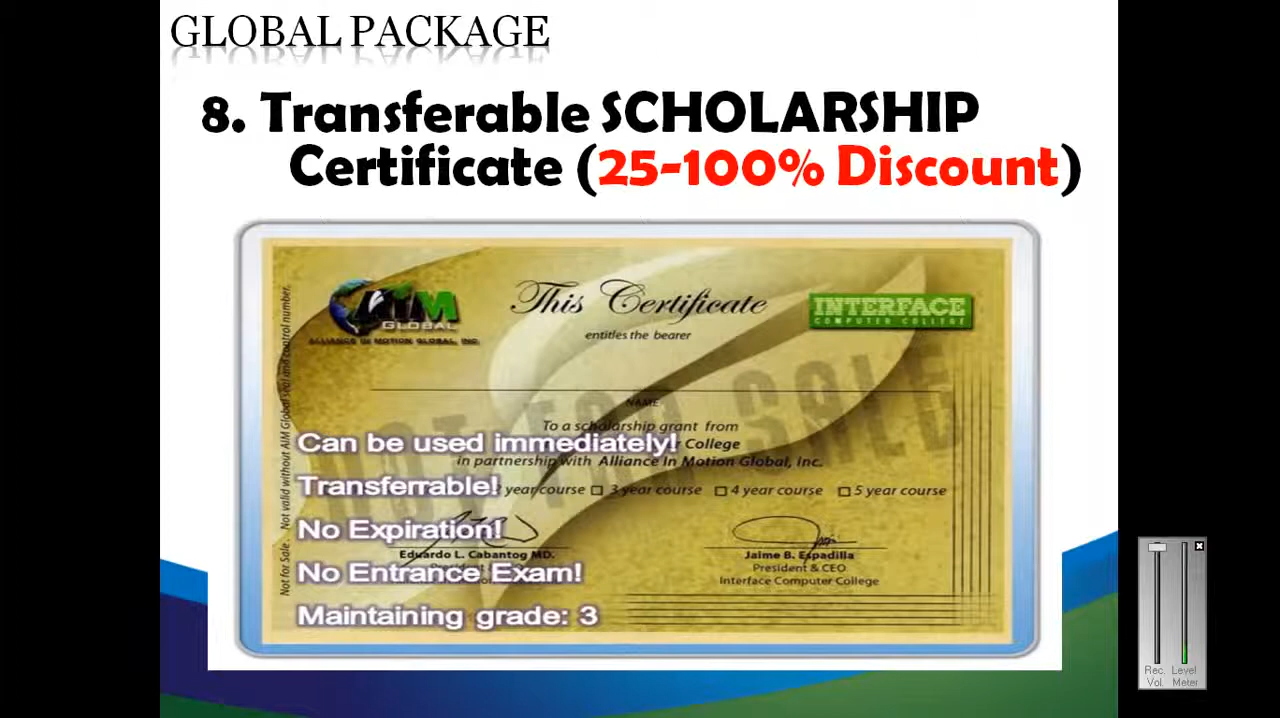 GLOBAL PACKAGE
8. Transferable SCHOLARSHIP
Certificate (25-100% Discount)
AIM
GLOBAL
ALLIANCE IN MOTION GLOBAL, INC.
This Certificate
entitles the bearer
INTERFACE
COMPUTER COLLEGE
Not for Sale. Not valid without AIM Global seal and control number.
NAME
NOT FOR SALE
To a scholarship grant from
Can be used immediately!
College
in partnership with Alliance In Motion Global, Inc.
Transferrable!
year course
3 year course
4 year course
5 year course
No Expiration!
Eduardo L. Cabantog MD.
Jaime B. Espadilla
President & CEO
No Entrance Exam!
Interface Computer College
Maintaining grade: 3
Rec. Level
Vol. Meter